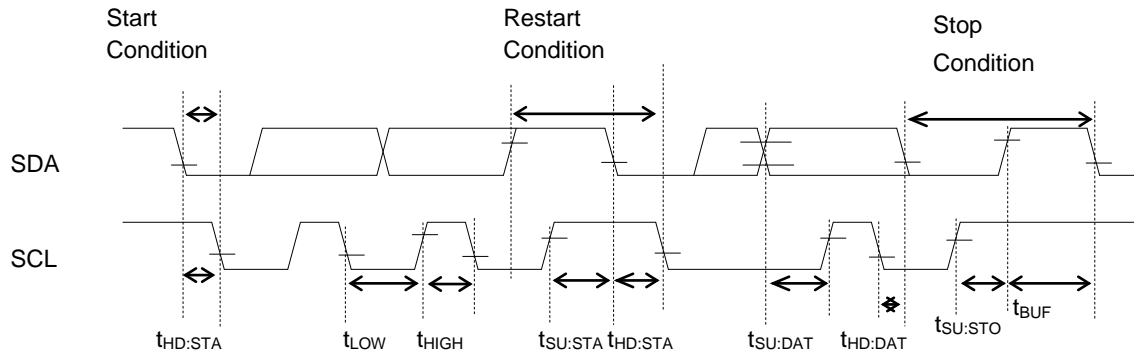 Start
Condition
Restart
Condition
Stop
Condition
SDA
SCL
tHD:STA
tLOW
tHIGH
tSU:STA
tHD:STA
tSU:DAT
tHD:DAT
tSU:STO
tBUF